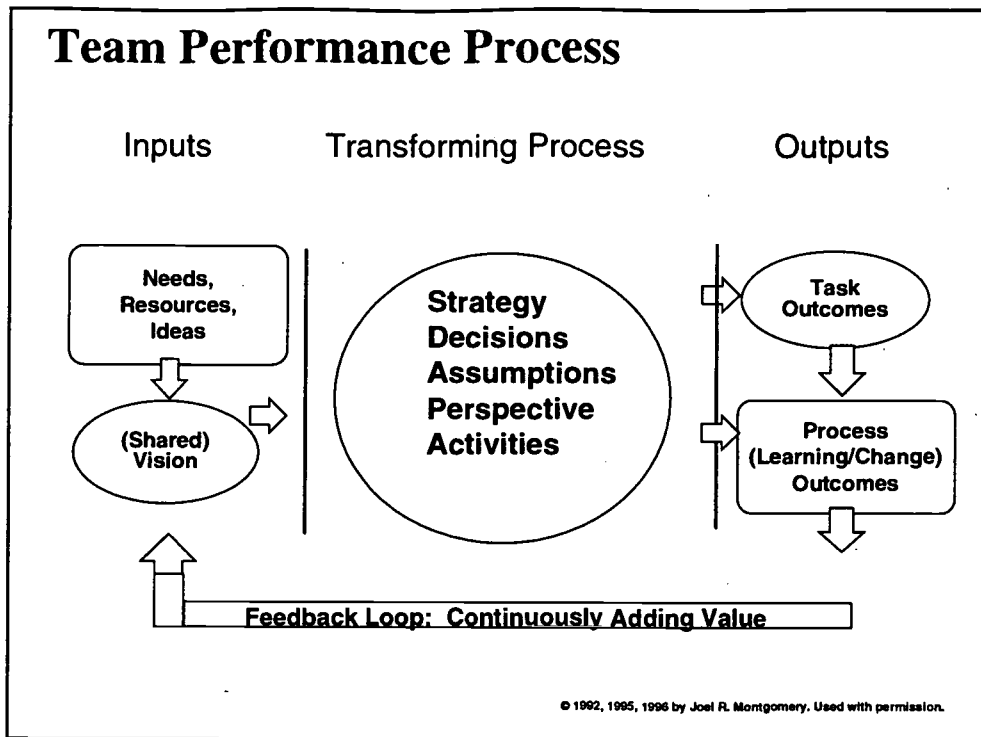 Team Performance Process
Inputs
Transforming Process
Outputs
Needs,
Resources,
Ideas
(Shared)
Vision
Strategy
Decisions
Assumptions
Perspective
Activities
Task
Outcomes
Process
(Learning/Change)
Outcomes
Feedback Loop: Continuously Adding Value
© 1992, 1995, 1996 by Joel R. Montgomery. Used with permission.